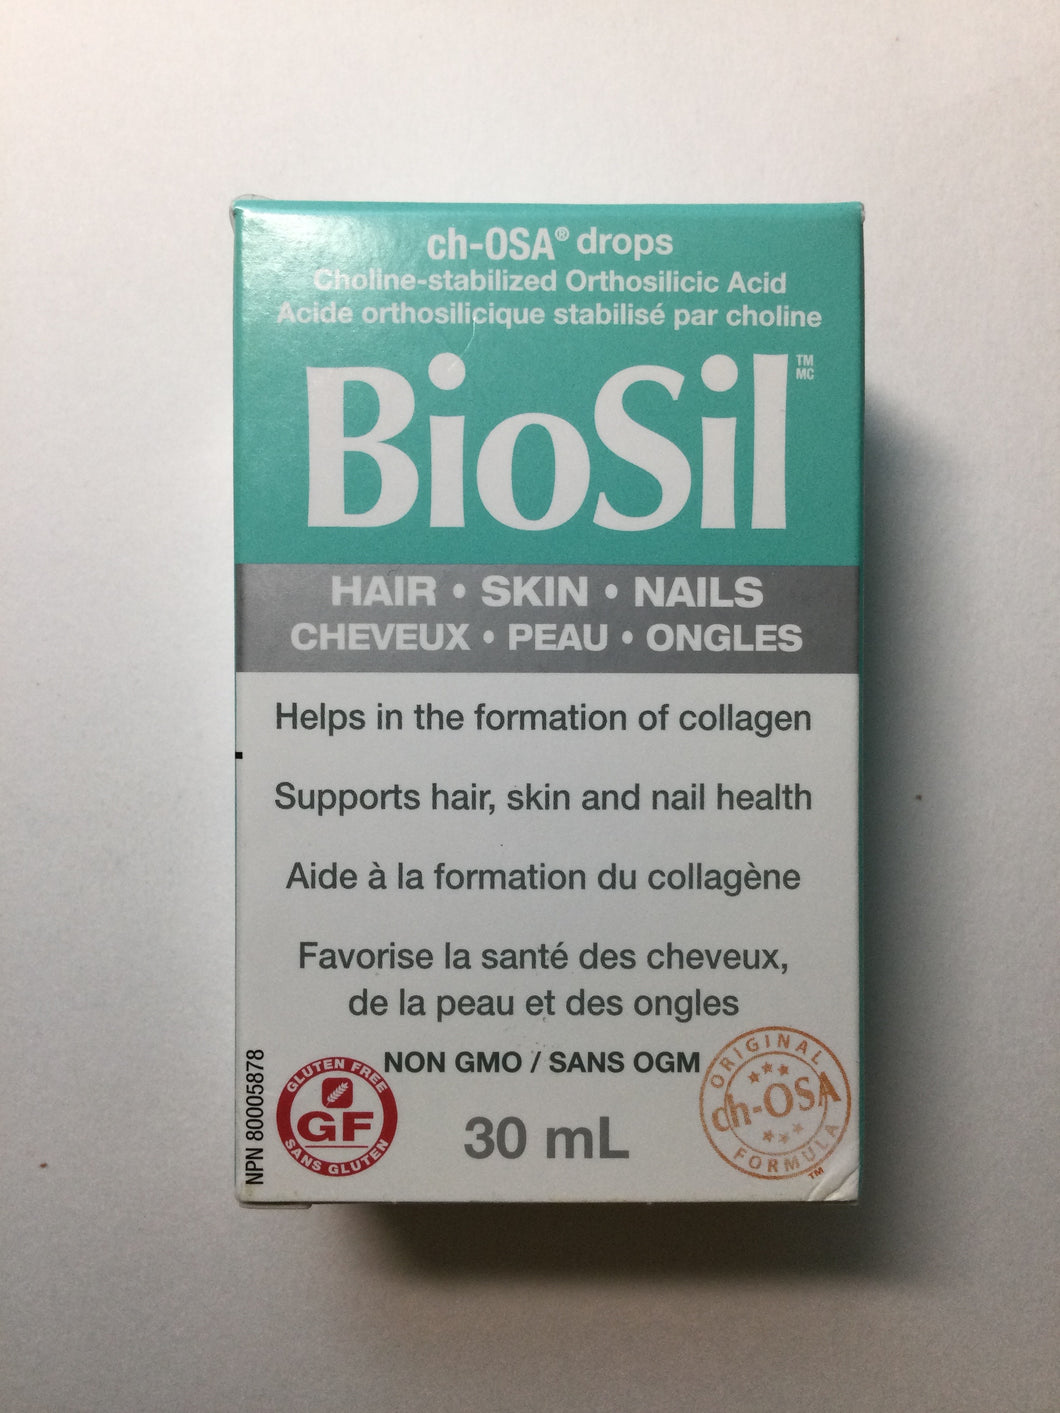 ch-OSA® drops
Choline-stabilized Orthosilicic Acid
Acide orthosilicique stabilisé par choline
BioSil™ MC
HAIR • SKIN • NAILS
CHEVEUX • PEAU • ONGLES
Helps in the formation of collagen
Supports hair, skin and nail health
Aide à la formation du collagène
Favorise la santé des cheveux,
de la peau et des ongles
NON GMO / SANS OGM
NPN 80005878
GLUTEN FREE
GF
SANS GLUTEN
30 mL
ORIGINAL
ch-OSA
FORMULA™